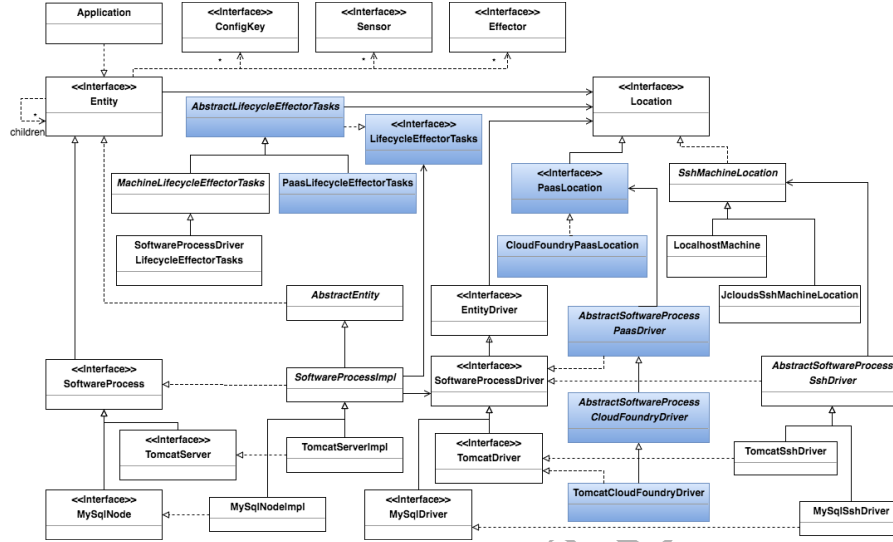 Application
<<Interface>>
ConfigKey
<<Interface>>
Sensor
<<Interface>>
Effector
*
*
*
<<Interface>>
Entity
*
children
AbstractLifecycleEffectorTasks
<<Interface>>
LifecycleEffectorTasks
<<Interface>>
Location
MachineLifecycleEffectorTasks
PaasLifecycleEffectorTasks
<<Interface>>
PaasLocation
SshMachineLocation
SoftwareProcessDriver
LifecycleEffectorTasks
CloudFoundryPaasLocation
LocalhostMachine
AbstractEntity
<<Interface>>
EntityDriver
JcloudsSshMachineLocation
AbstractSoftwareProcess
PaasDriver
<<Interface>>
SoftwareProcess
SoftwareProcessImpl
<<Interface>>
SoftwareProcessDriver
AbstractSoftwareProcess
SshDriver
AbstractSoftwareProcess
CloudFoundryDriver
<<Interface>>
TomcatServer
TomcatServerImpl
<<Interface>>
TomcatDriver
TomcatSshDriver
<<Interface>>
MySqlNode
MySqlNodeImpl
<<Interface>>
MySqlDriver
TomcatCloudFoundryDriver
MySqlSshDriver